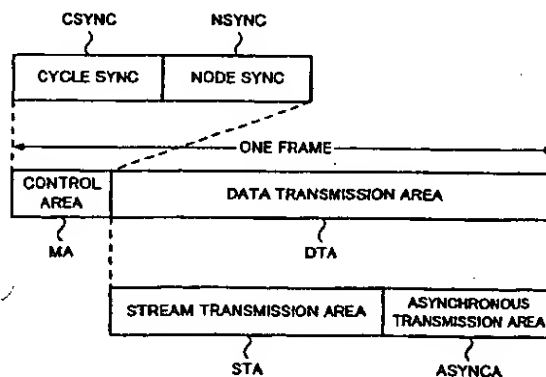 CSYNC NSYNC
CYCLE SYNC NODE SYNC
ONE FRAME
CONTROL AREA DATA TRANSMISSION AREA
MA DTA
STREAM TRANSMISSION AREA ASYNCHRONOUS TRANSMISSION AREA
STA ASYNCA